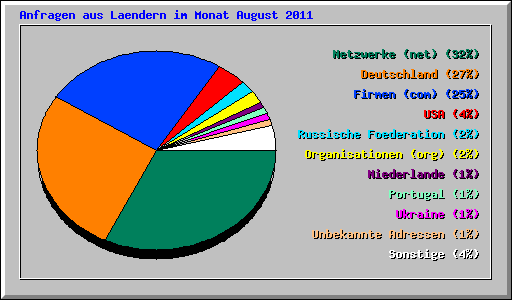 Anfragen aus Laendern im Monat August 2011
Netzwerke (net) (32%)
Deutschland (27%)
Firmen (com) (25%)
USA (4%)
Russische Foederation (2%)
Organisationen (org) (2%)
Niederlande (1%)
Portugal (1%)
Ukraine (1%)
Unbekannte Adressen (1%)
Sonstige (4%)